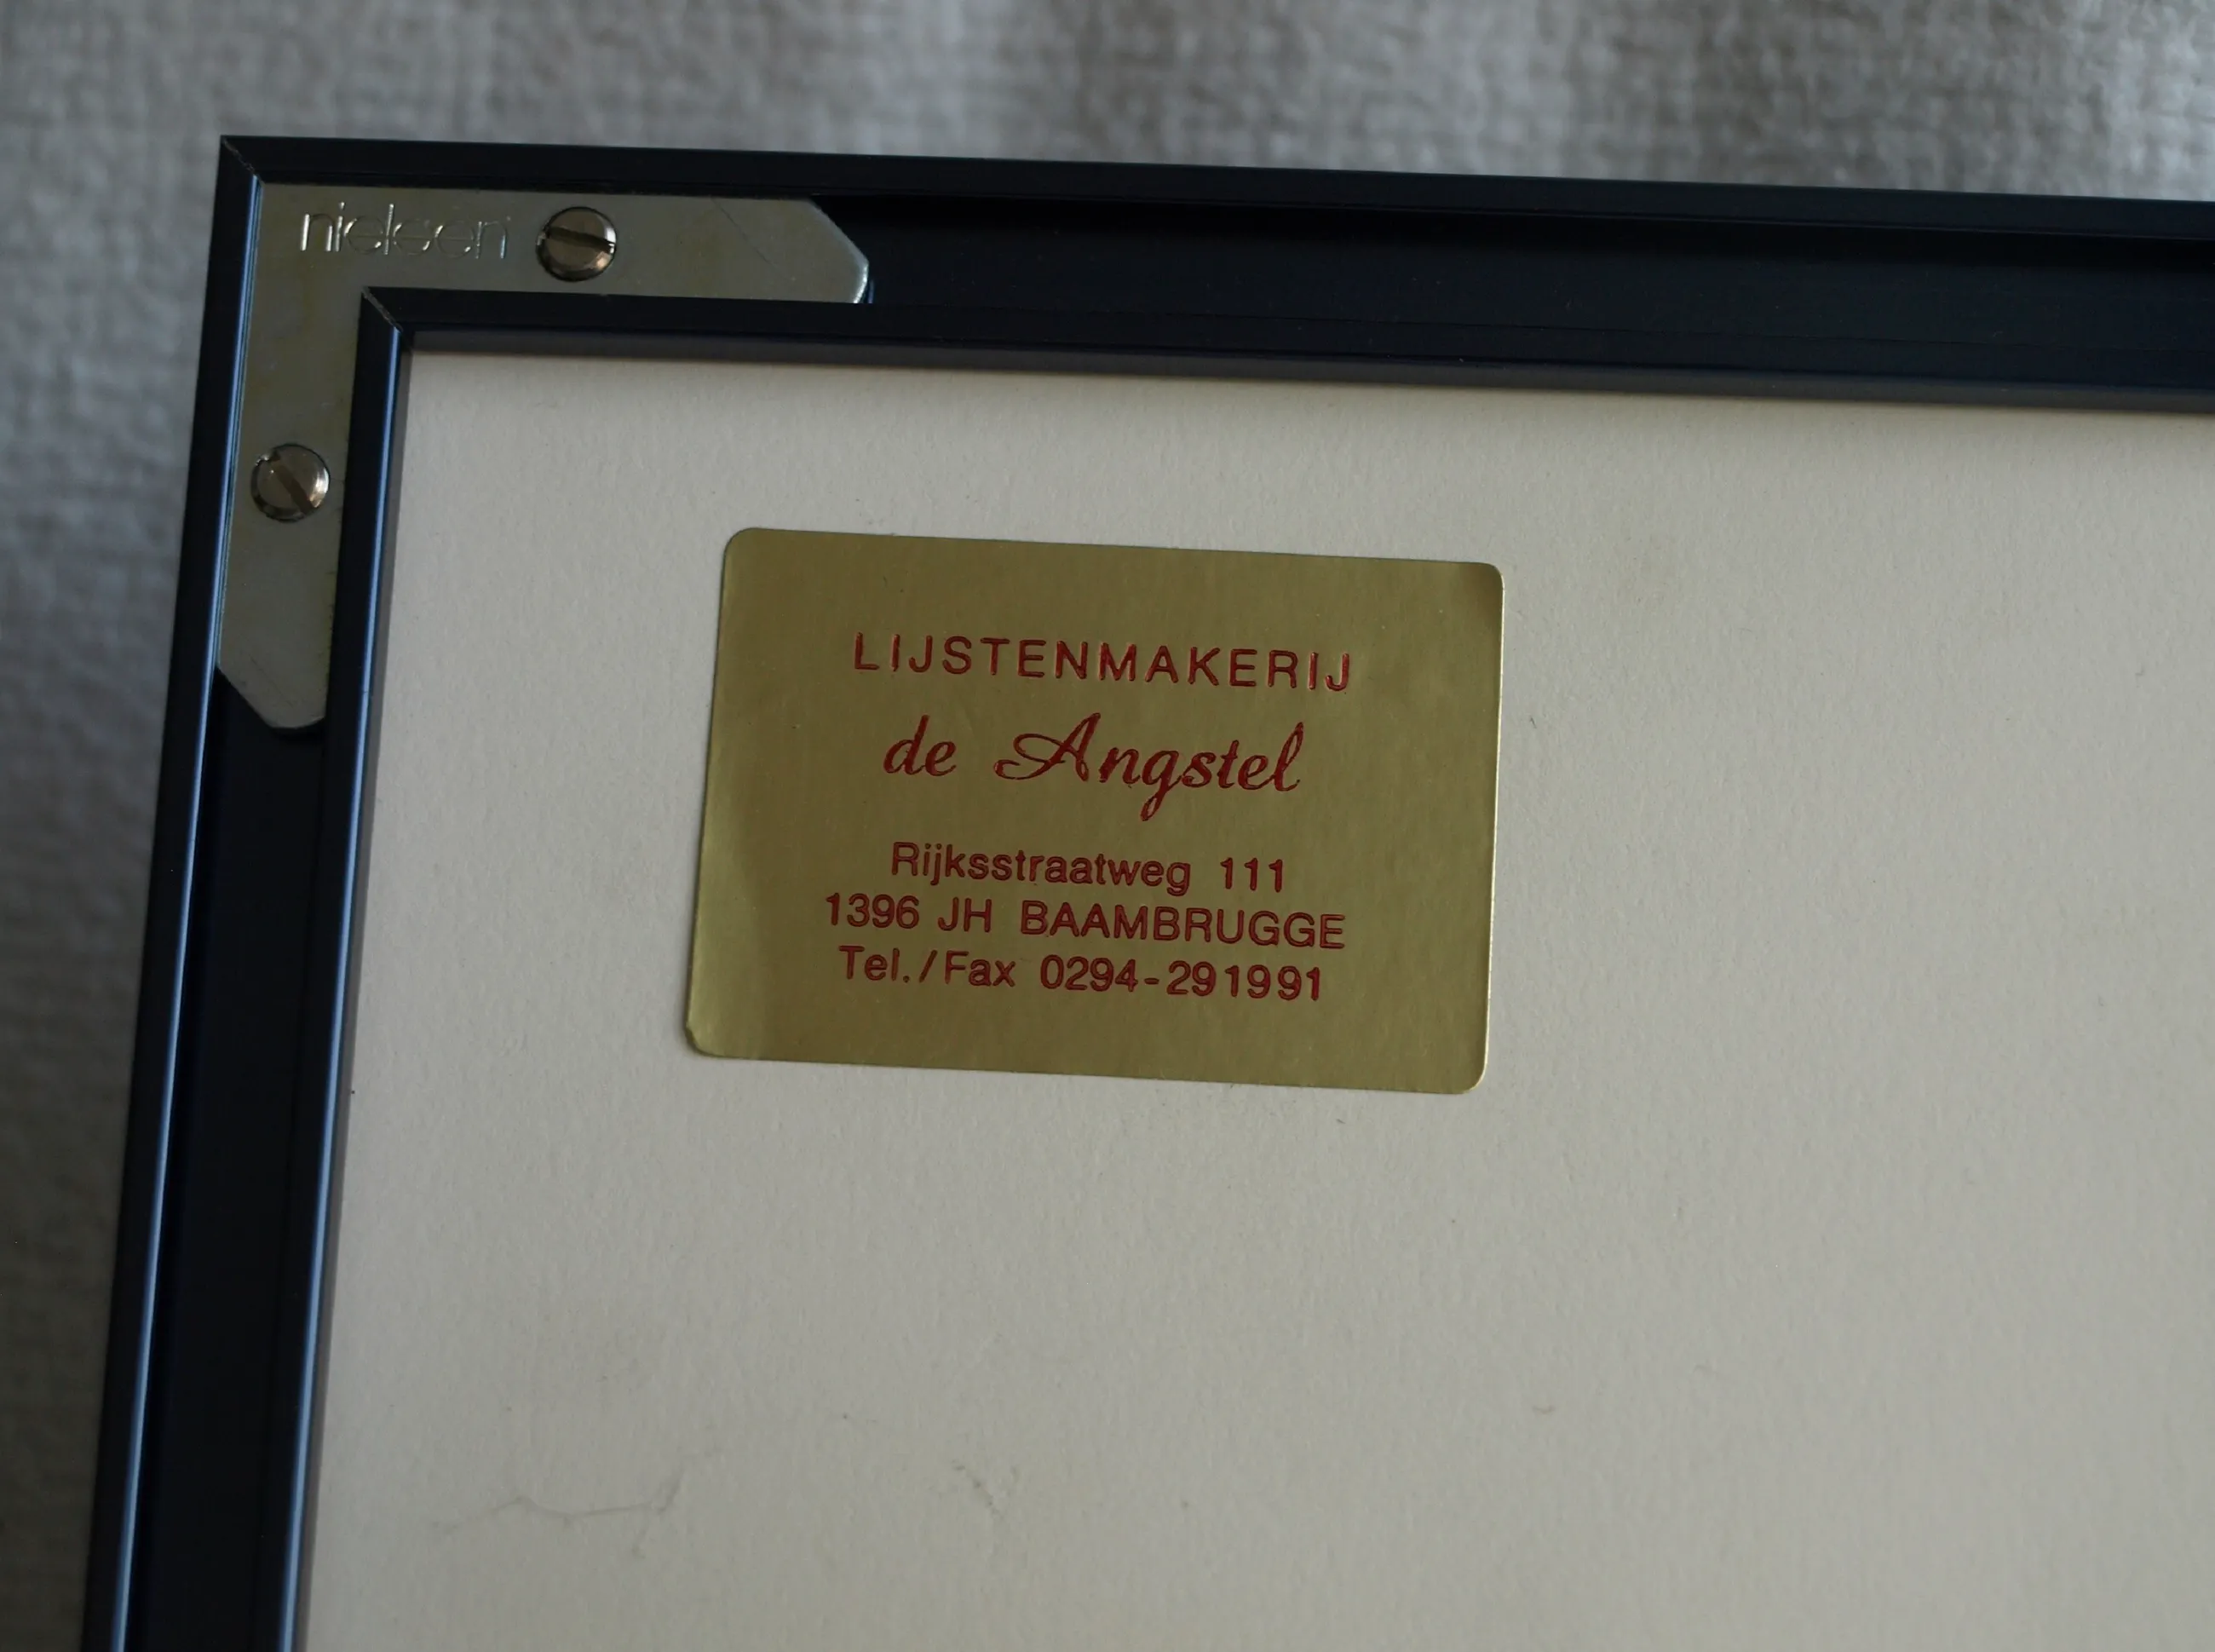 nielsen
LIJSTENMAKERIJ
de Angstel
Rijksstraatweg 111
1396 JH BAAMBRUGGE
Tel./Fax 0294-291991